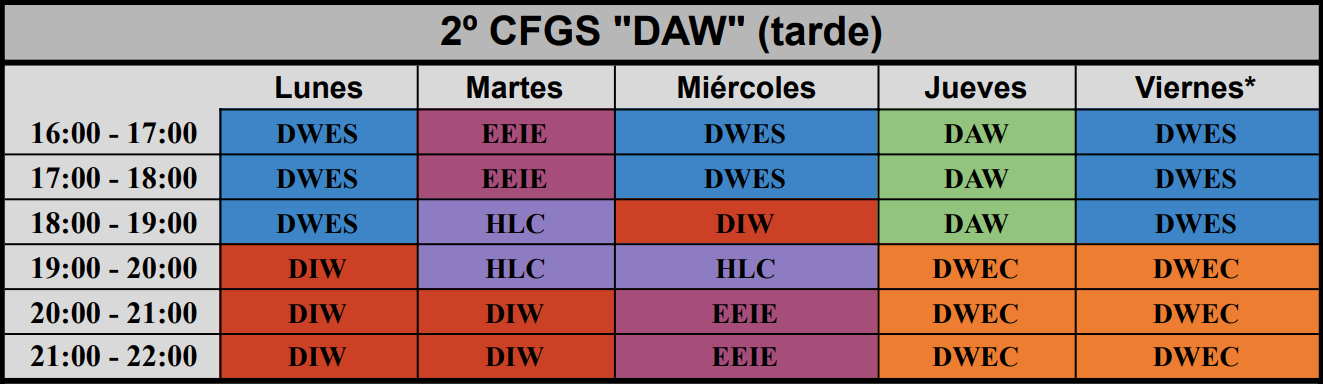 2º CFGS "DAW" (tarde)
Lunes Martes Miércoles Jueves Viernes*
16:00 - 17:00 DWES EEIE DWES DAW DWES
17:00 - 18:00 DWES EEIE DWES DAW DWES
18:00 - 19:00 DWES HLC DIW DAW DWES
19:00 - 20:00 DIW HLC HLC DWEC DWEC
20:00 - 21:00 DIW DIW EEIE DWEC DWEC
21:00 - 22:00 DIW DIW EEIE DWEC DWEC